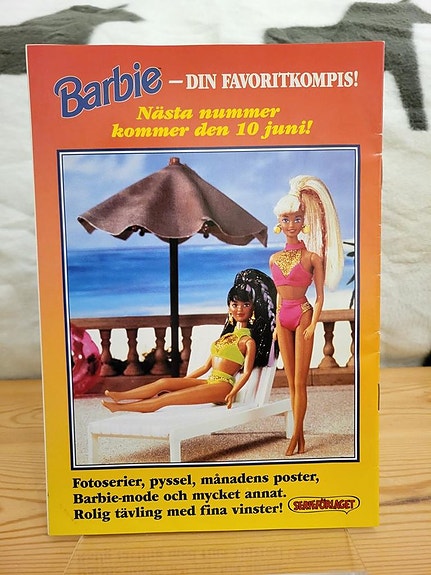 Barbie — DIN FAVORITKOMPIS!
Nästa nummer
kommer den 10 juni!
Fotoserier, pyssel, månadens poster,
Barbie-mode och mycket annat.
Rolig tävling med fina vinster! SERIEFÖRLAGET